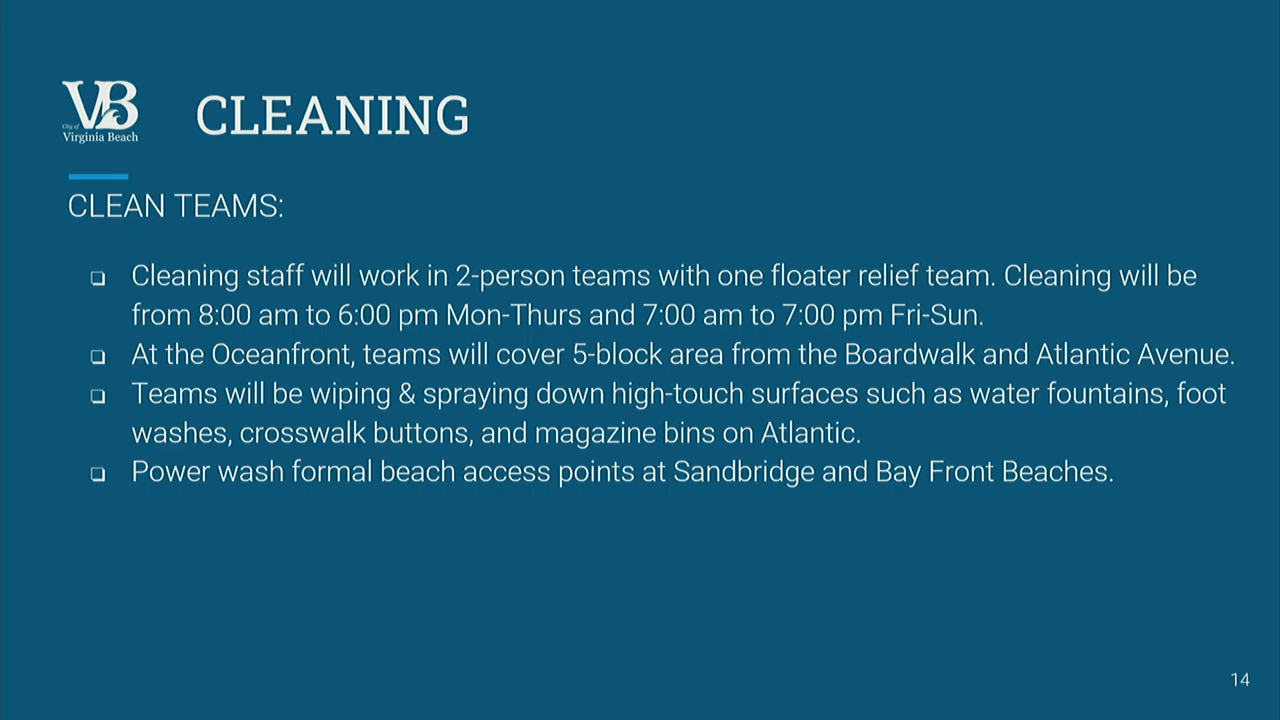 VB
City of
Virginia Beach
CLEANING
CLEAN TEAMS:
❏ Cleaning staff will work in 2-person teams with one floater relief team. Cleaning will be
from 8:00 am to 6:00 pm Mon-Thurs and 7:00 am to 7:00 pm Fri-Sun.
❏ At the Oceanfront, teams will cover 5-block area from the Boardwalk and Atlantic Avenue.
❏ Teams will be wiping & spraying down high-touch surfaces such as water fountains, foot
washes, crosswalk buttons, and magazine bins on Atlantic.
❏ Power wash formal beach access points at Sandbridge and Bay Front Beaches.
14